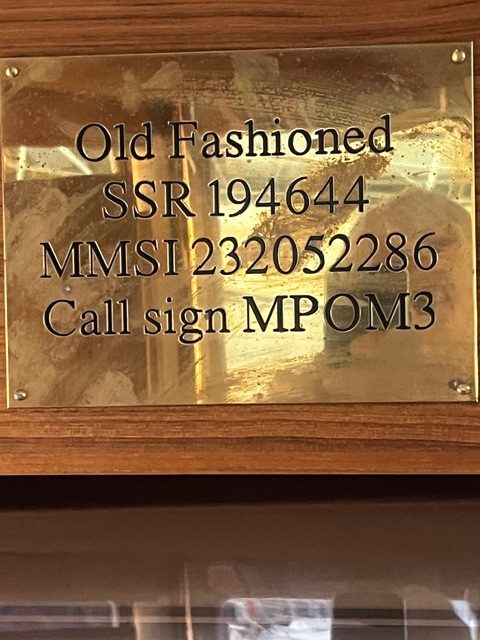 Old Fashioned
SSR 194644
MMSI 232052286
Call sign MPOM3